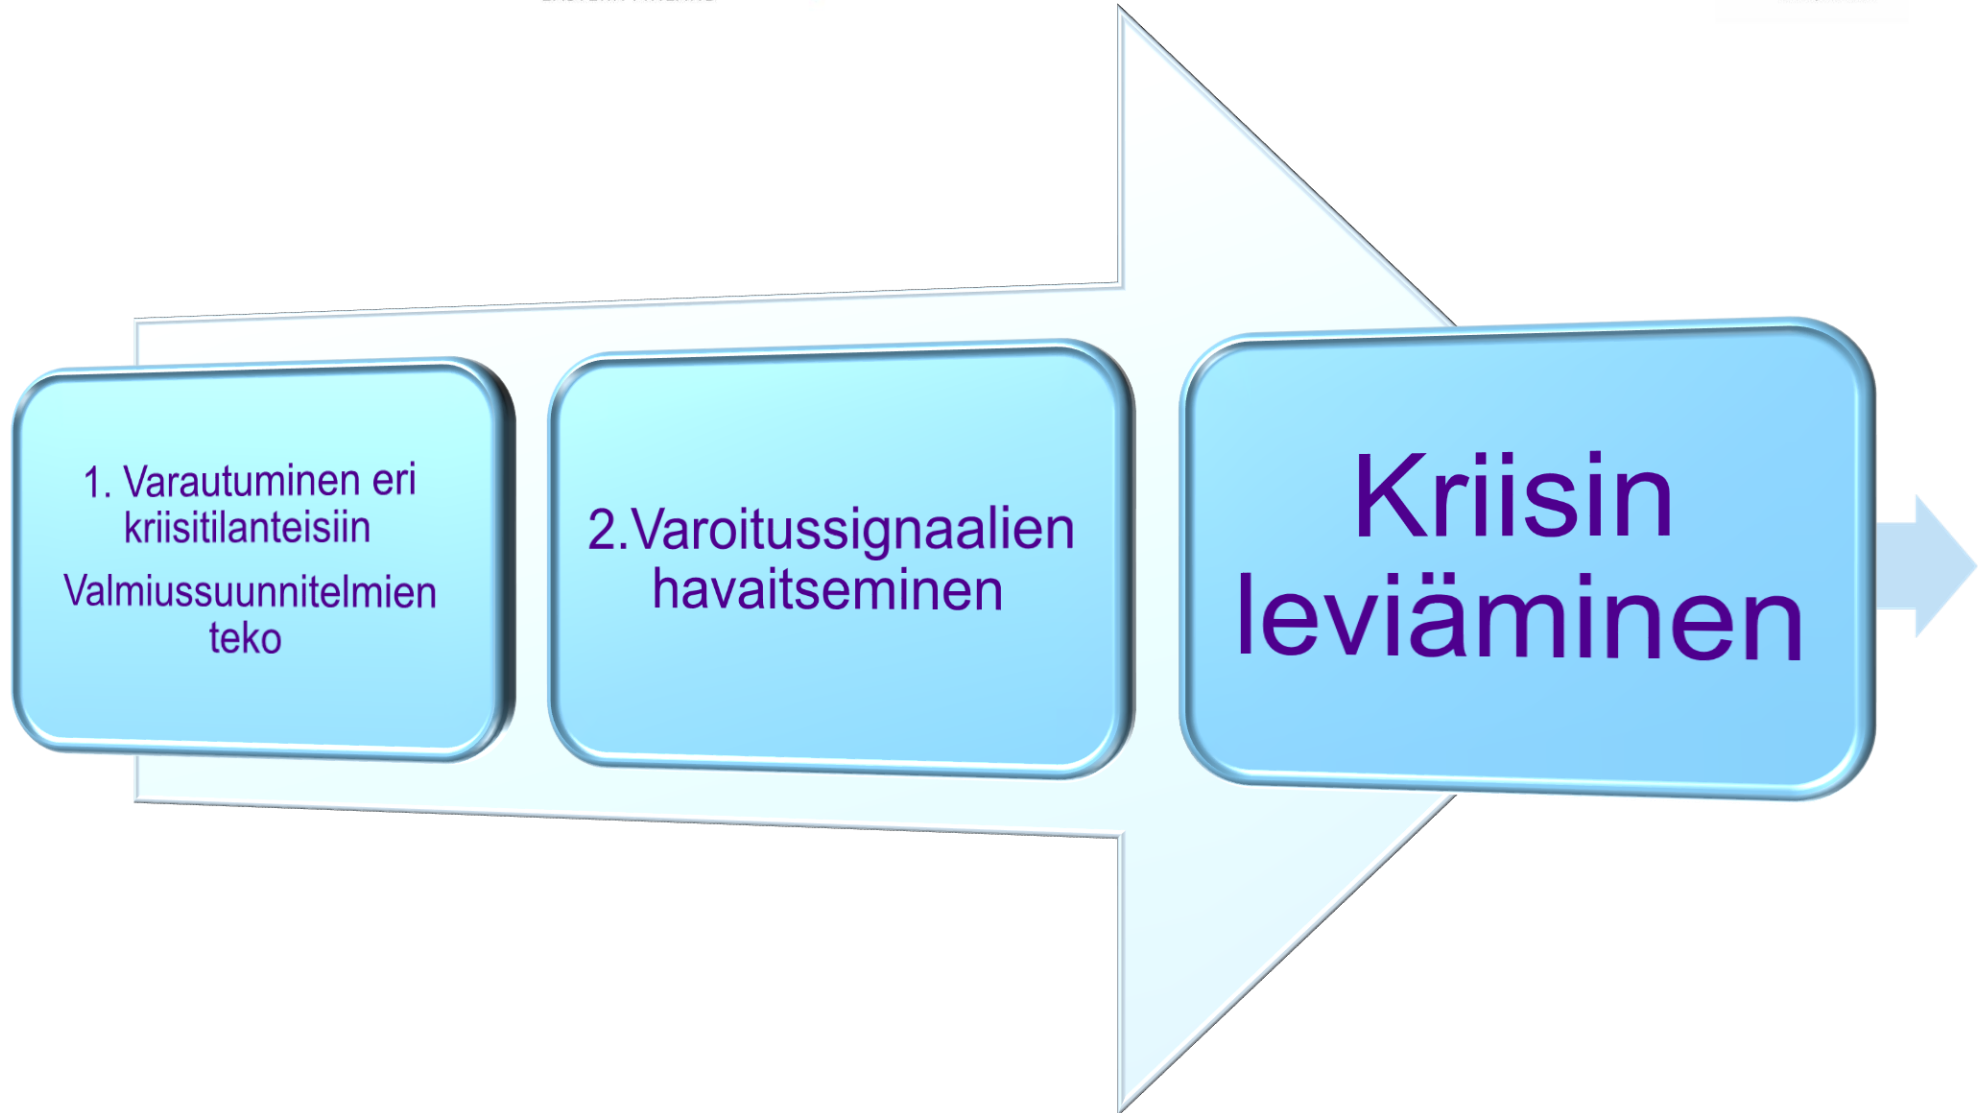 1. Varautuminen eri
kriisitilanteisiin
Valmiussuunnitelmien
teko
2.Varoitussignaalien
havaitseminen
Kriisin
leviäminen